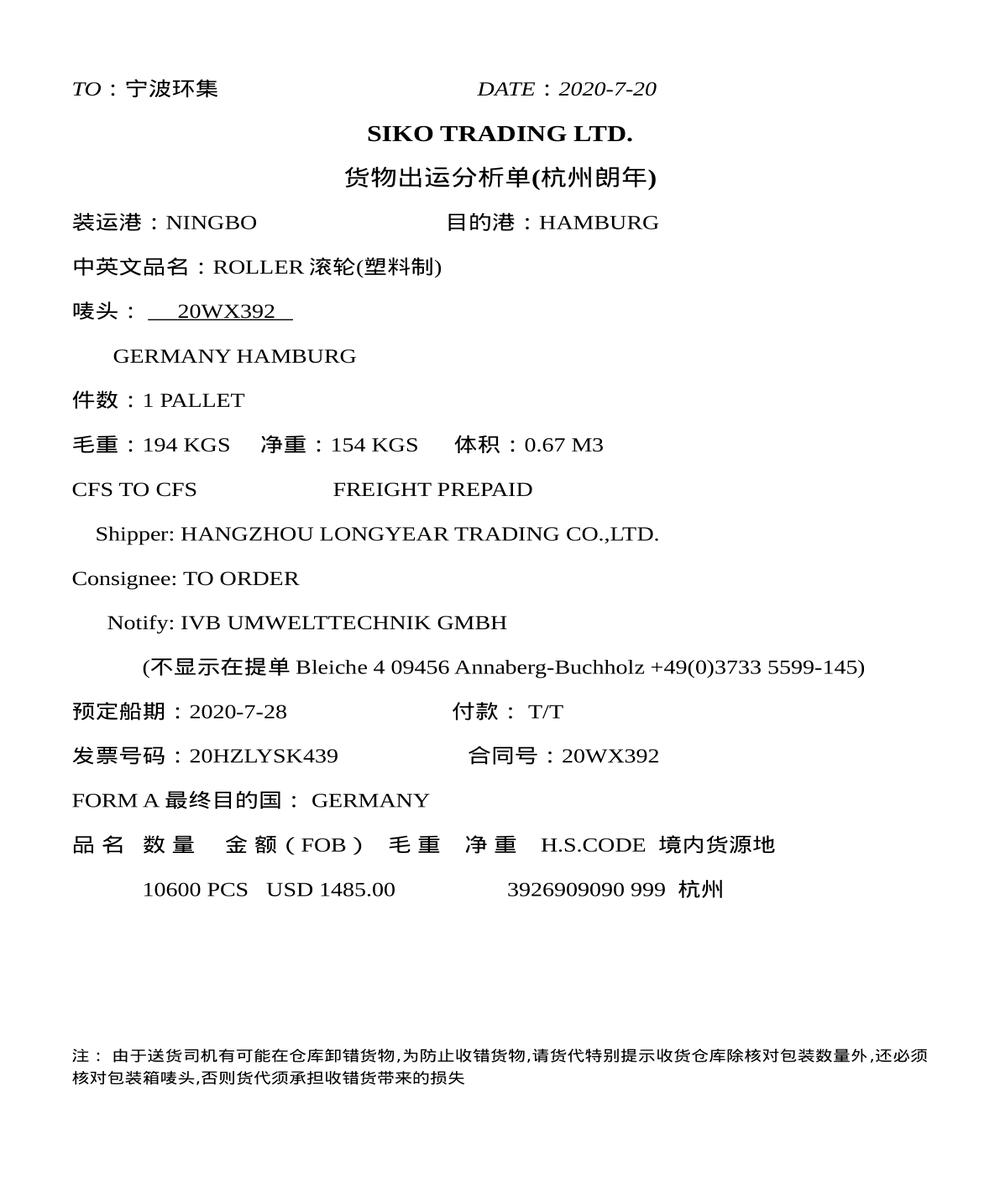 TO：宁波环集 DATE：2020-7-20
SIKO TRADING LTD.
货物出运分析单(杭州朗年)
装运港：NINGBO 目的港：HAMBURG
中英文品名：ROLLER 滚轮(塑料制)
唛头： 20WX392
GERMANY HAMBURG
件数：1 PALLET
毛重：194 KGS 净重：154 KGS 体积：0.67 M3
CFS TO CFS FREIGHT PREPAID
Shipper: HANGZHOU LONGYEAR TRADING CO.,LTD.
Consignee: TO ORDER
Notify: IVB UMWELTTECHNIK GMBH
(不显示在提单 Bleiche 4 09456 Annaberg-Buchholz +49(0)3733 5599-145)
预定船期：2020-7-28 付款： T/T
发票号码：20HZLYSK439 合同号：20WX392
FORM A 最终目的国： GERMANY
品 名 数 量 金 额（FOB） 毛 重 净 重 H.S.CODE 境内货源地
10600 PCS USD 1485.00 3926909090 999 杭州
注： 由于送货司机有可能在仓库卸错货物,为防止收错货物,请货代特别提示收货仓库除核对包装数量外,还必须
核对包装箱唛头,否则货代须承担收错货带来的损失